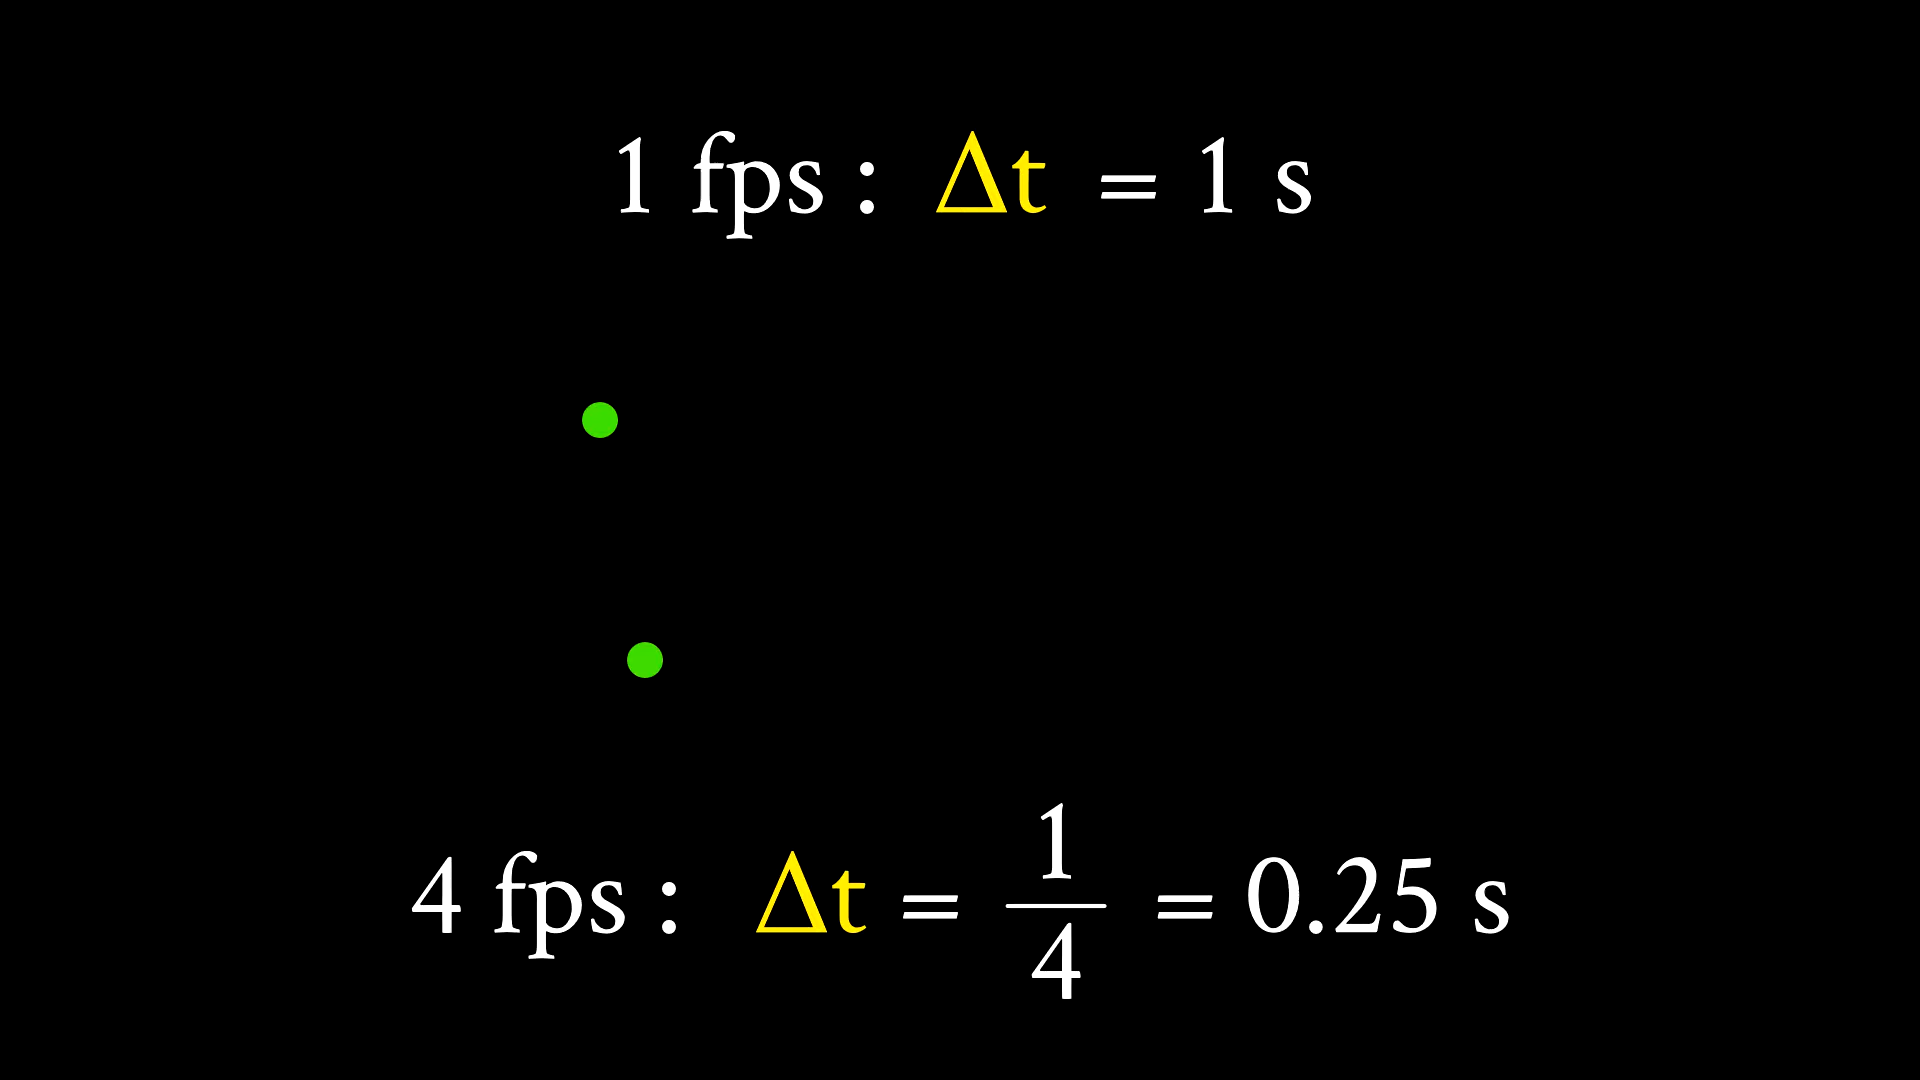 1 fps : Δt = 1 s
4 fps : Δt = 1/4 = 0.25 s